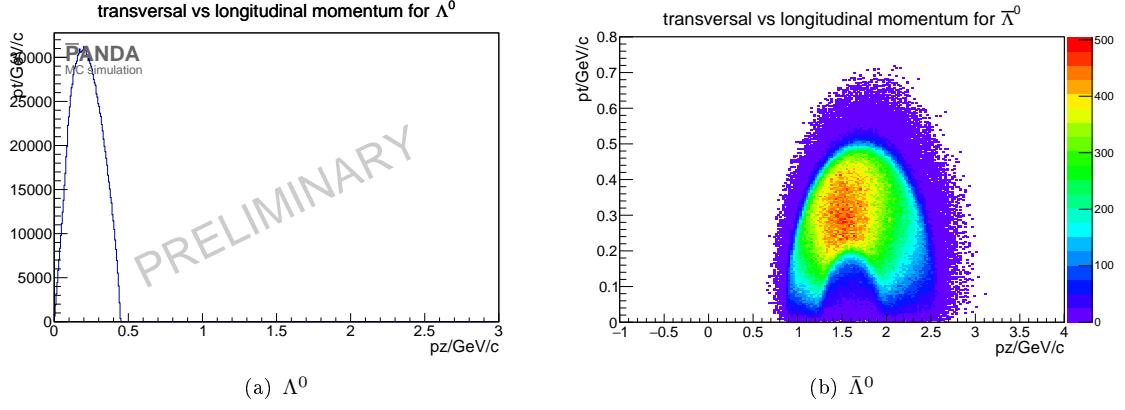 transversal vs longitudinal momentum for Λ⁰
pt/GeV/c
P̅ANDA
MC simulation
PRELIMINARY
30000
25000
20000
15000
10000
5000
0
0 0.5 1 1.5 2 2.5 3
pz/GeV/c
(a) Λ⁰
transversal vs longitudinal momentum for Λ̅⁰
pt/GeV/c
0.8
0.7
0.6
0.5
0.4
0.3
0.2
0.1
0
−1 −0.5 0 0.5 1 1.5 2 2.5 3 3.5 4
pz/GeV/c
500
400
300
200
100
0
(b) Λ̄⁰